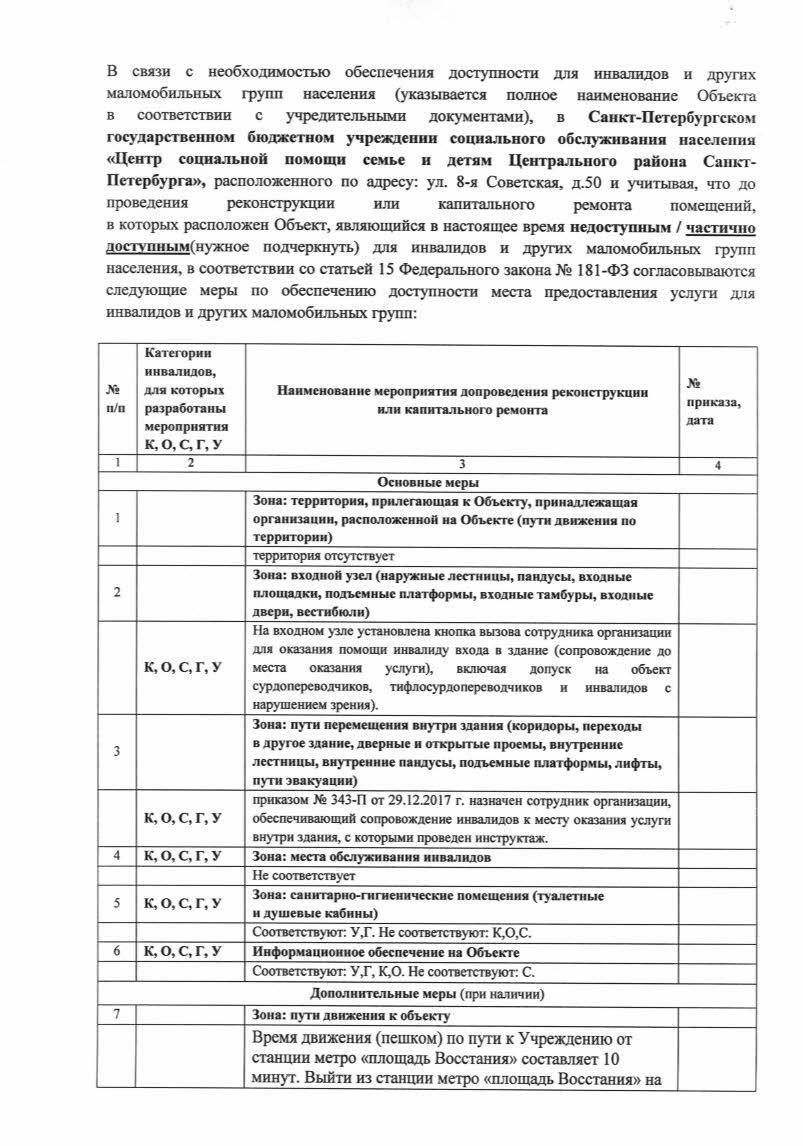 В связи с необходимостью обеспечения доступности для инвалидов и других
маломобильных групп населения (указывается полное наименование Объекта
в соответствии с учредительными документами), в Санкт-Петербургском
государственном бюджетном учреждении социального обслуживания населения
«Центр социальной помощи семье и детям Центрального района Санкт-
Петербурга», расположенного по адресу: ул. 8-я Советская, д.50 и учитывая, что до
проведения реконструкции или капитального ремонта помещений,
в которых расположен Объект, являющийся в настоящее время недоступным / частично
доступным(нужное подчеркнуть) для инвалидов и других маломобильных групп
населения, в соответствии со статьей 15 Федерального закона № 181-ФЗ согласовываются
следующие меры по обеспечению доступности места предоставления услуги для
инвалидов и других маломобильных групп:
№
п/п
Категории
инвалидов,
для которых
разработаны
мероприятия
К, О, С, Г, У
Наименование мероприятия допроведения реконструкции
или капитального ремонта
№
приказа,
дата
1 2 3 4
Основные меры
1
Зона: территория, прилегающая к Объекту, принадлежащая
организации, расположенной на Объекте (пути движения по
территории)
территория отсутствует
2
Зона: входной узел (наружные лестницы, пандусы, входные
площадки, подъемные платформы, входные тамбуры, входные
двери, вестибюли)
К, О, С, Г, У
На входном узле установлена кнопка вызова сотрудника организации
для оказания помощи инвалиду входа в здание (сопровождение до
места оказания услуги), включая допуск на объект
сурдопереводчиков, тифлосурдопереводчиков и инвалидов с
нарушением зрения).
3
Зона: пути перемещения внутри здания (коридоры, переходы
в другое здание, дверные и открытые проемы, внутренние
лестницы, внутренние пандусы, подъемные платформы, лифты,
пути эвакуации)
К, О, С, Г, У
приказом № 343-П от 29.12.2017 г. назначен сотрудник организации,
обеспечивающий сопровождение инвалидов к месту оказания услуги
внутри здания, с которыми проведен инструктаж.
4 К, О, С, Г, У Зона: места обслуживания инвалидов
Не соответствует
5 К, О, С, Г, У
Зона: санитарно-гигиенические помещения (туалетные
и душевые кабины)
Соответствуют: У,Г. Не соответствуют: К,О,С.
6 К, О, С, Г, У Информационное обеспечение на Объекте
Соответствуют: У,Г, К,О. Не соответствуют: С.
Дополнительные меры (при наличии)
7 Зона: пути движения к объекту
Время движения (пешком) по пути к Учреждению от
станции метро «площадь Восстания» составляет 10
минут. Выйти из станции метро «площадь Восстания» на